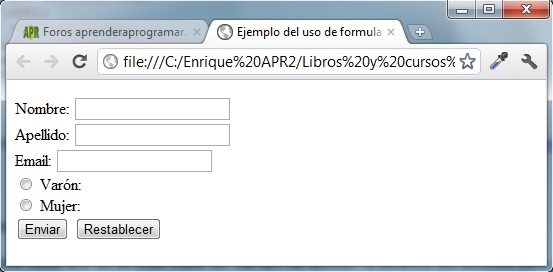 APR Foros aprenderaprogramar.
Ejemplo del uso de formula
file:///C:/Enrique%20APR2/Libros%20y%20cursos%
Nombre:
Apellido:
Email:
Varón:
Mujer:
Enviar Restablecer